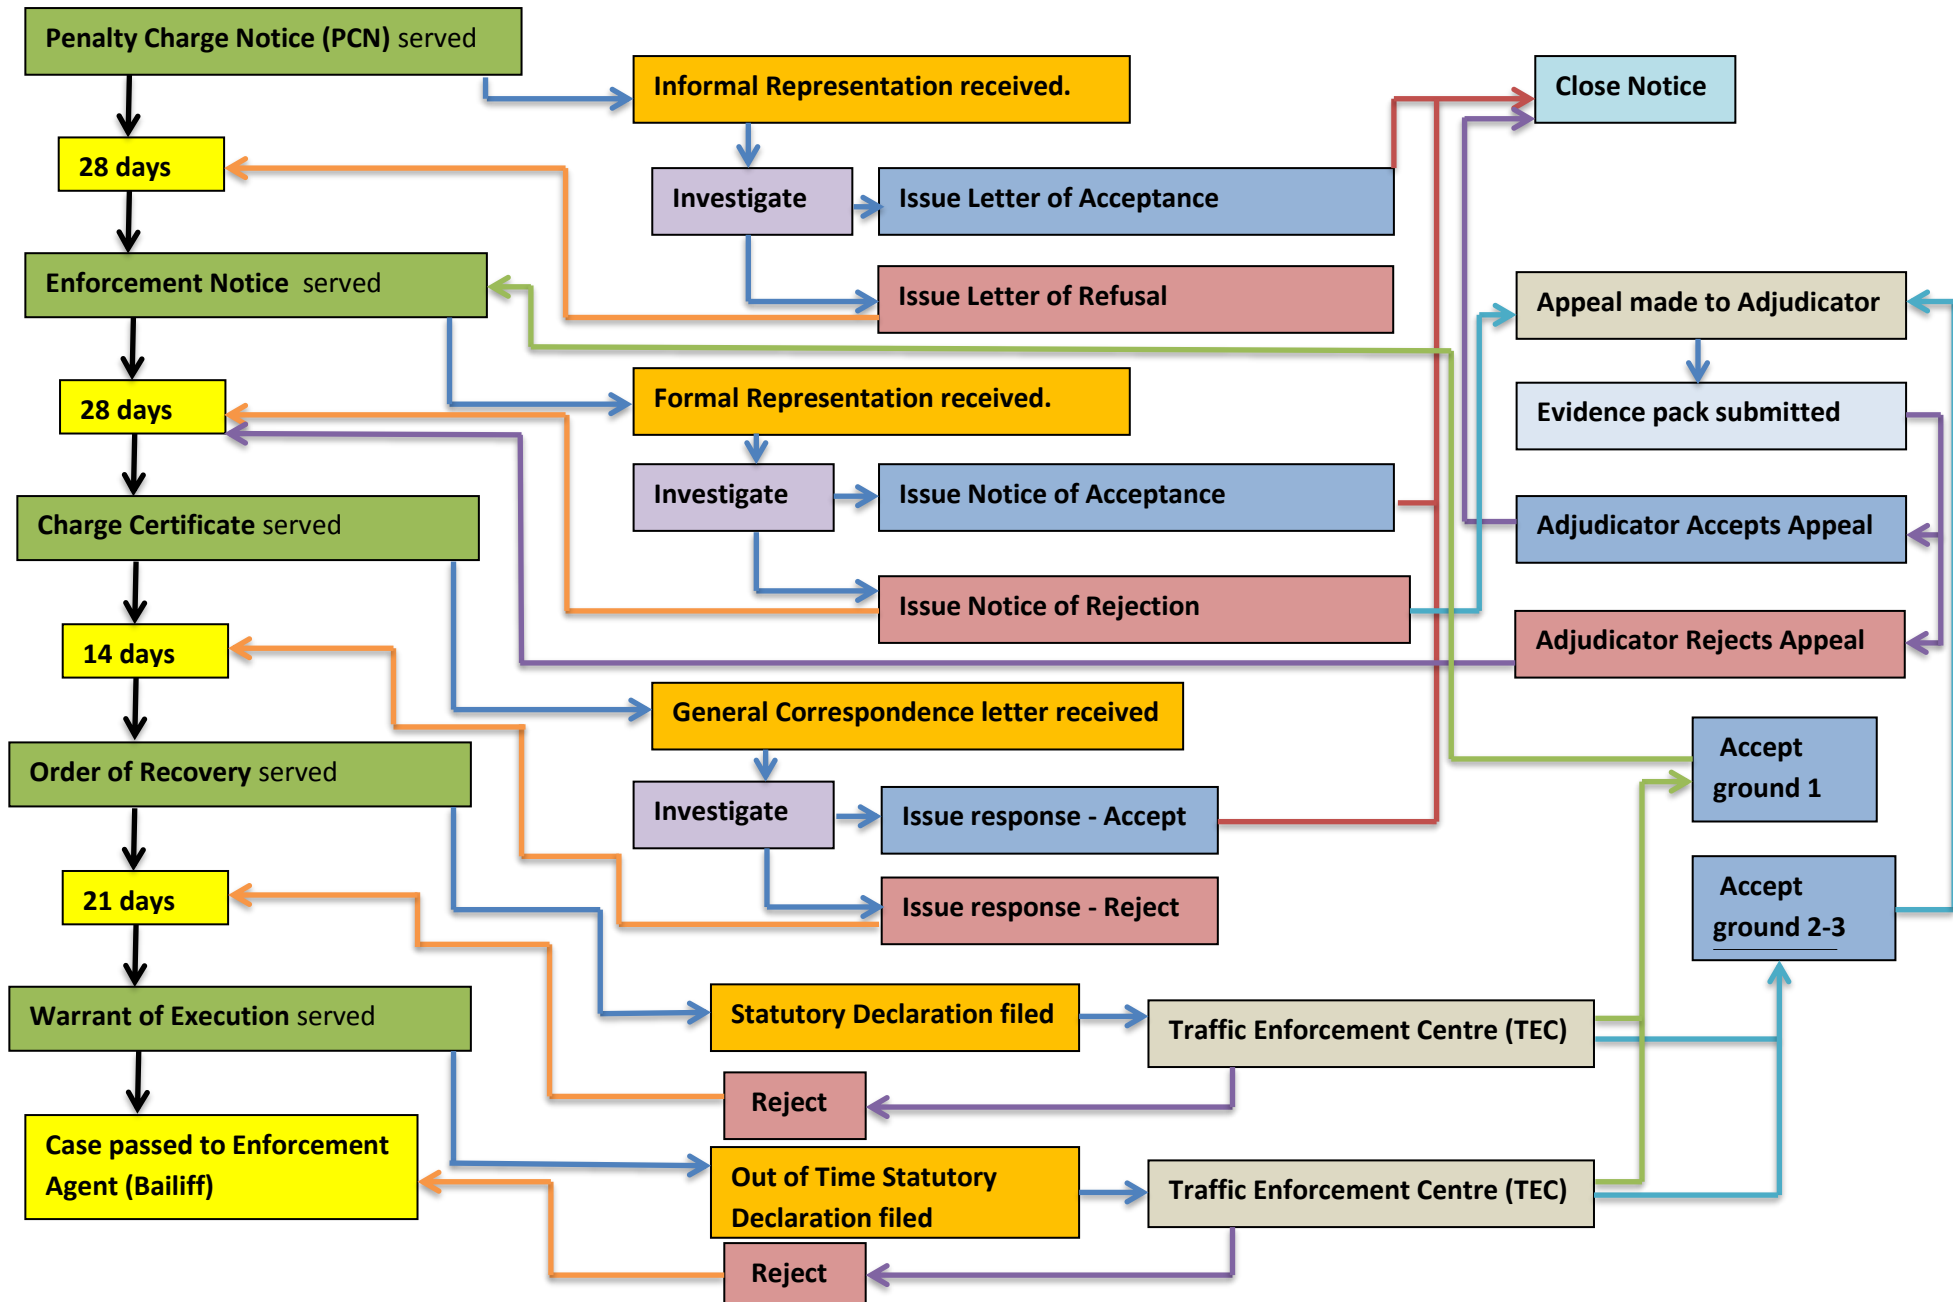 Penalty Charge Notice (PCN) served
Informal Representation received.
Close Notice
28 days
Investigate
Issue Letter of Acceptance
Enforcement Notice served
Issue Letter of Refusal
Appeal made to Adjudicator
28 days
Formal Representation received.
Evidence pack submitted
Investigate
Issue Notice of Acceptance
Charge Certificate served
Adjudicator Accepts Appeal
Issue Notice of Rejection
14 days
Adjudicator Rejects Appeal
General Correspondence letter received
Order of Recovery served
Accept
ground 1
Investigate
Issue response - Accept
21 days
Issue response - Reject
Accept
ground 2-3
Warrant of Execution served
Statutory Declaration filed
Traffic Enforcement Centre (TEC)
Reject
Case passed to Enforcement
Agent (Bailiff)
Out of Time Statutory
Declaration filed
Traffic Enforcement Centre (TEC)
Reject